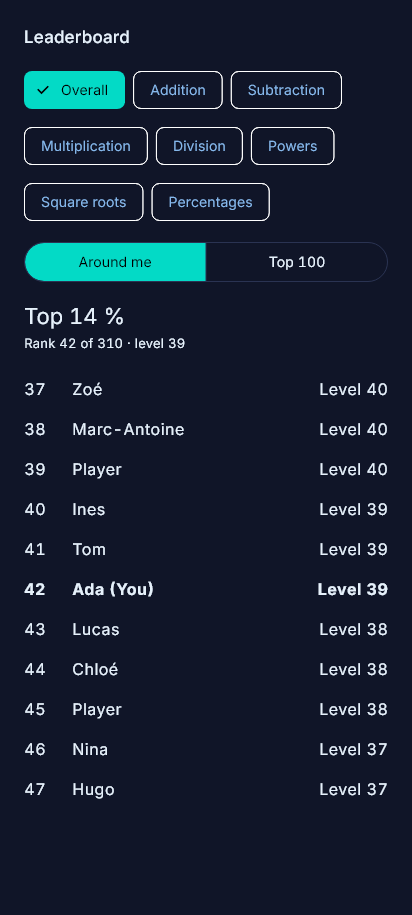 Leaderboard
Overall Addition Subtraction
Multiplication Division Powers
Square roots Percentages
Around me Top 100
Top 14 %
Rank 42 of 310 · level 39
37 Zoé Level 40
38 Marc-Antoine Level 40
39 Player Level 40
40 Ines Level 39
41 Tom Level 39
42 Ada (You) Level 39
43 Lucas Level 38
44 Chloé Level 38
45 Player Level 38
46 Nina Level 37
47 Hugo Level 37